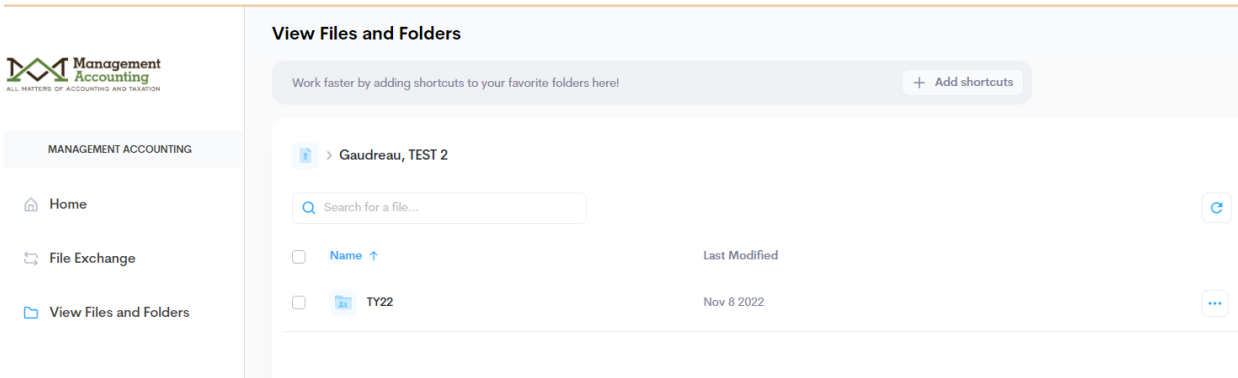 View Files and Folders
Management
Accounting
ALL MATTERS OF ACCOUNTING AND TAXATION
Work faster by adding shortcuts to your favorite folders here!
+ Add shortcuts
MANAGEMENT ACCOUNTING
> Gaudreau, TEST 2
Home
Search for a file...
File Exchange
Name ↑ Last Modified
View Files and Folders
TY22 Nov 8 2022